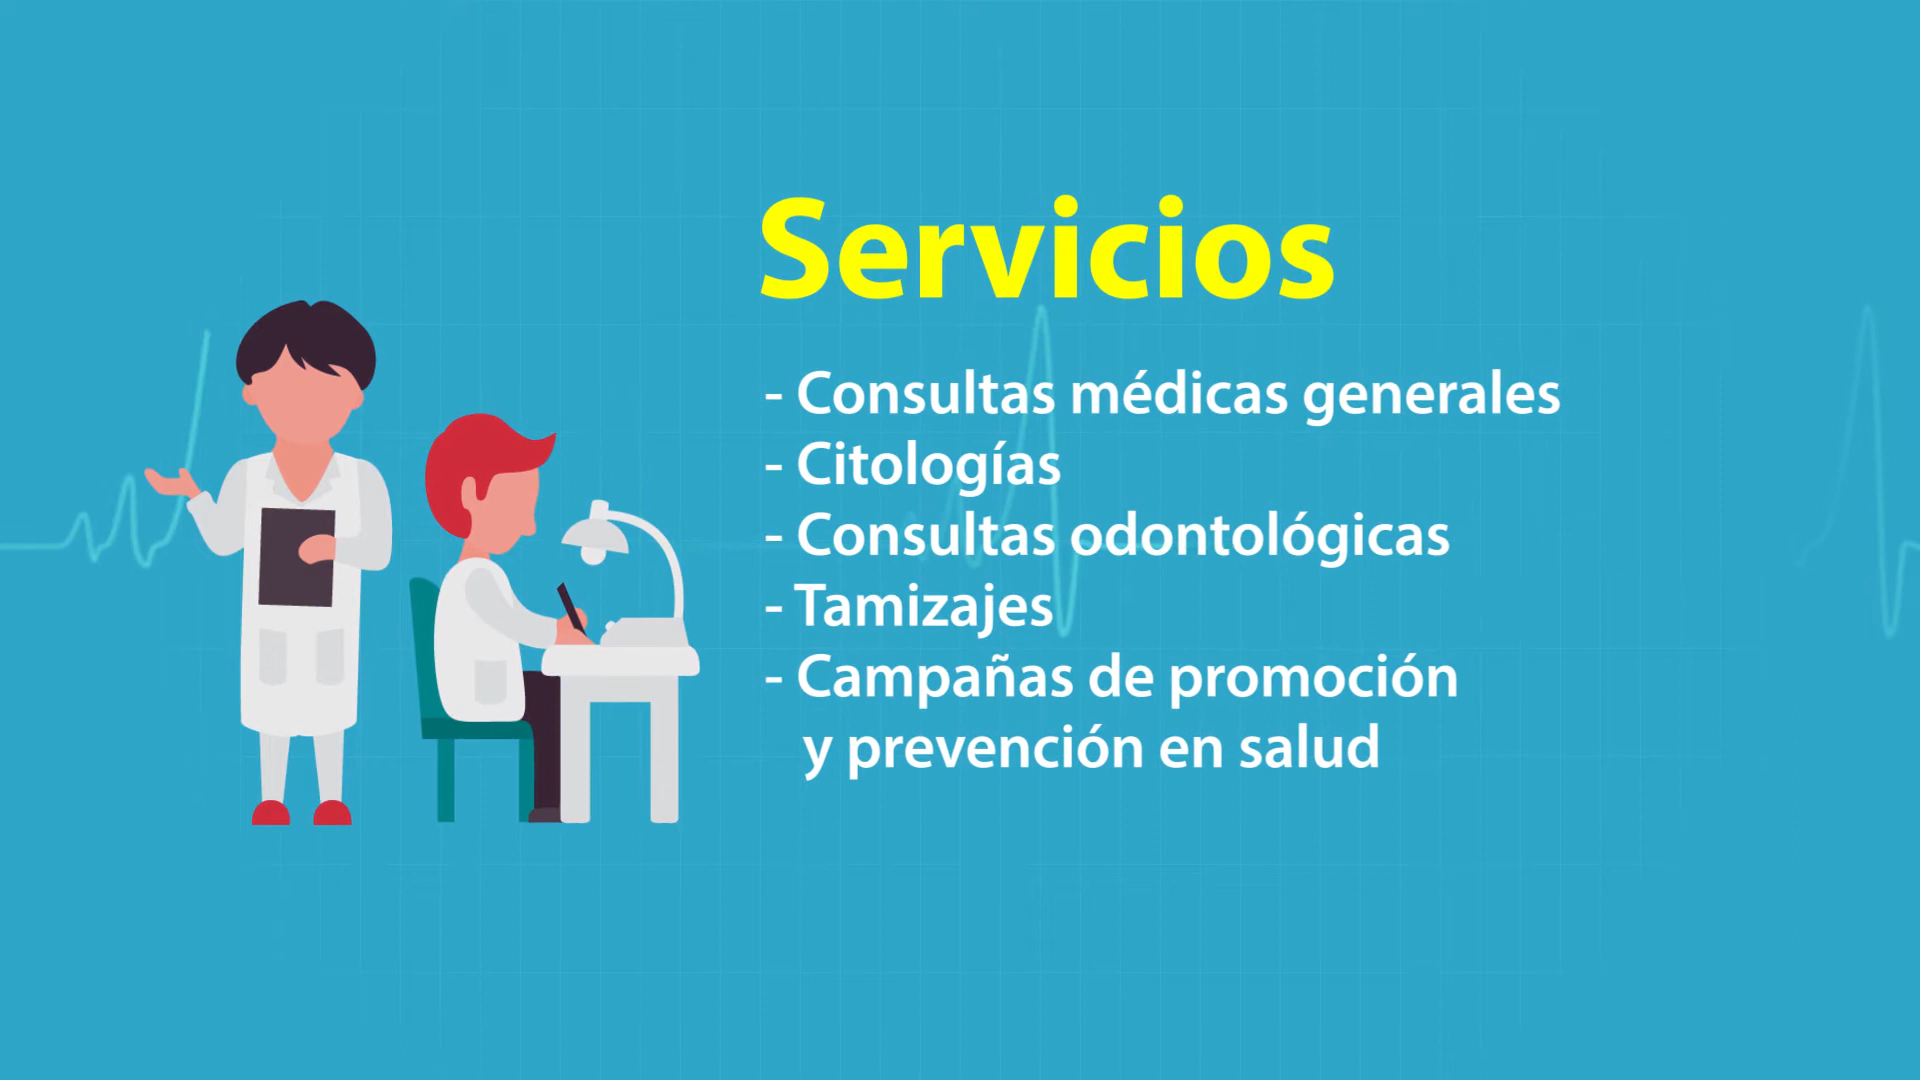 Servicios
- Consultas médicas generales
- Citologías
- Consultas odontológicas
- Tamizajes
- Campañas de promoción
y prevención en salud